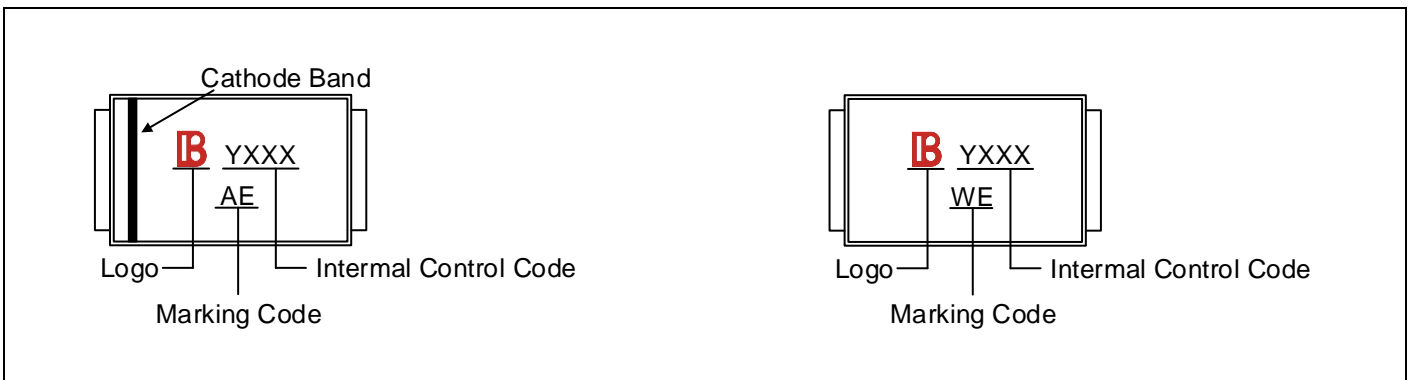 Cathode Band
B YXXX
AE
Logo
Intermal Control Code
Marking Code
B YXXX
WE
Logo
Intermal Control Code
Marking Code